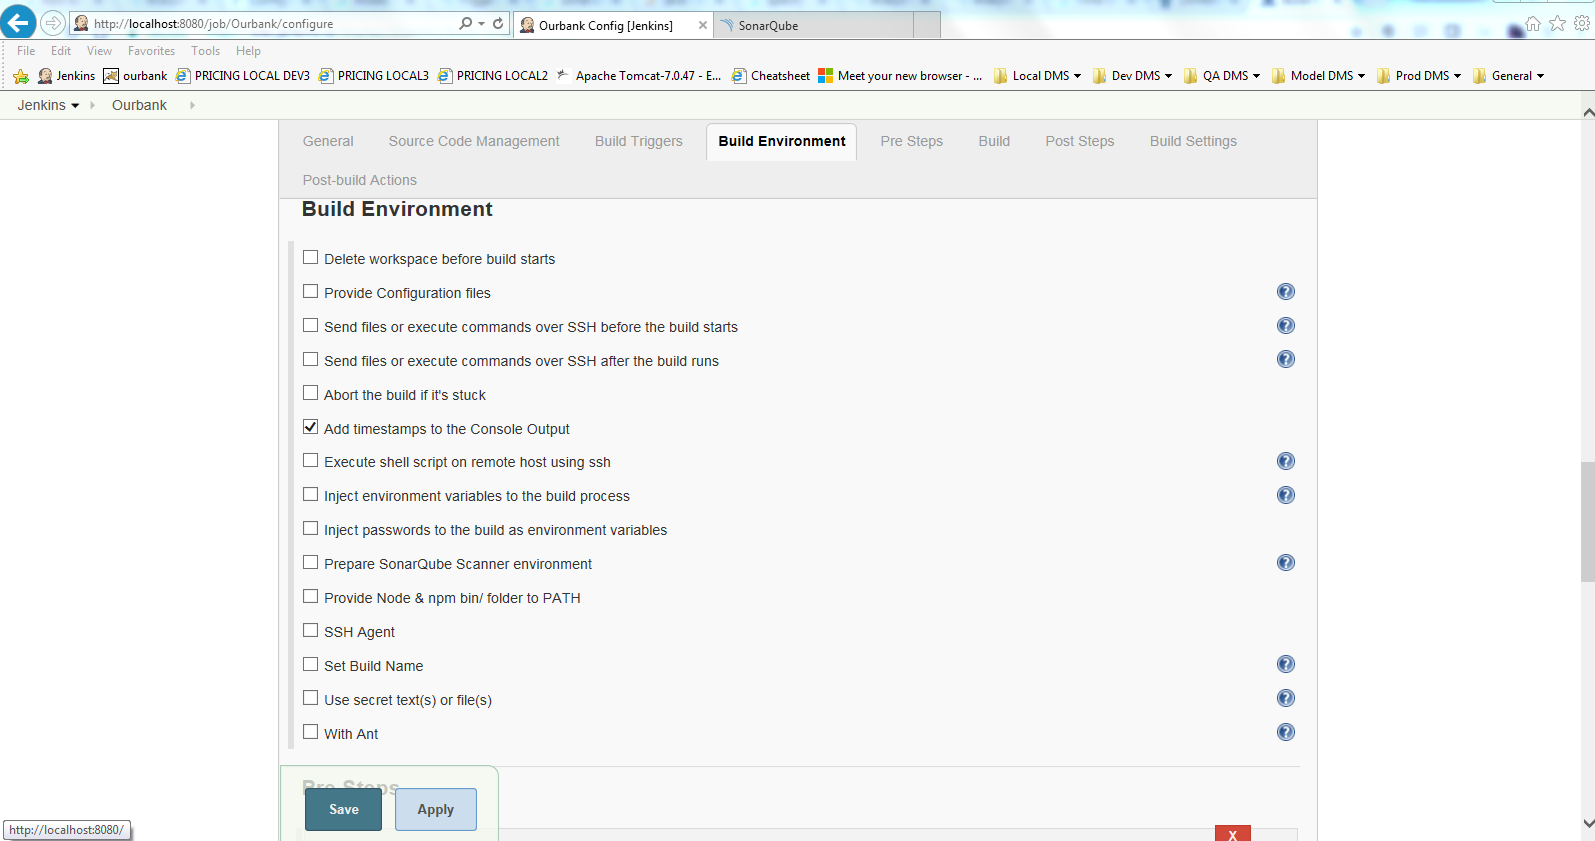 http://localhost:8080/job/Ourbank/configure
Ourbank Config [Jenkins]
SonarQube
File Edit View Favorites Tools Help
Jenkins ourbank PRICING LOCAL DEV3 PRICING LOCAL3 PRICING LOCAL2 Apache Tomcat-7.0.47 - E... Cheatsheet Meet your new browser - ... Local DMS Dev DMS QA DMS Model DMS Prod DMS General
Jenkins Ourbank
General Source Code Management Build Triggers Build Environment Pre Steps Build Post Steps Build Settings
Post-build Actions
Build Environment
Delete workspace before build starts
Provide Configuration files
Send files or execute commands over SSH before the build starts
Send files or execute commands over SSH after the build runs
Abort the build if it's stuck
Add timestamps to the Console Output
Execute shell script on remote host using ssh
Inject environment variables to the build process
Inject passwords to the build as environment variables
Prepare SonarQube Scanner environment
Provide Node & npm bin/ folder to PATH
SSH Agent
Set Build Name
Use secret text(s) or file(s)
With Ant
Pre Steps
Save Apply
http://localhost:8080/
X